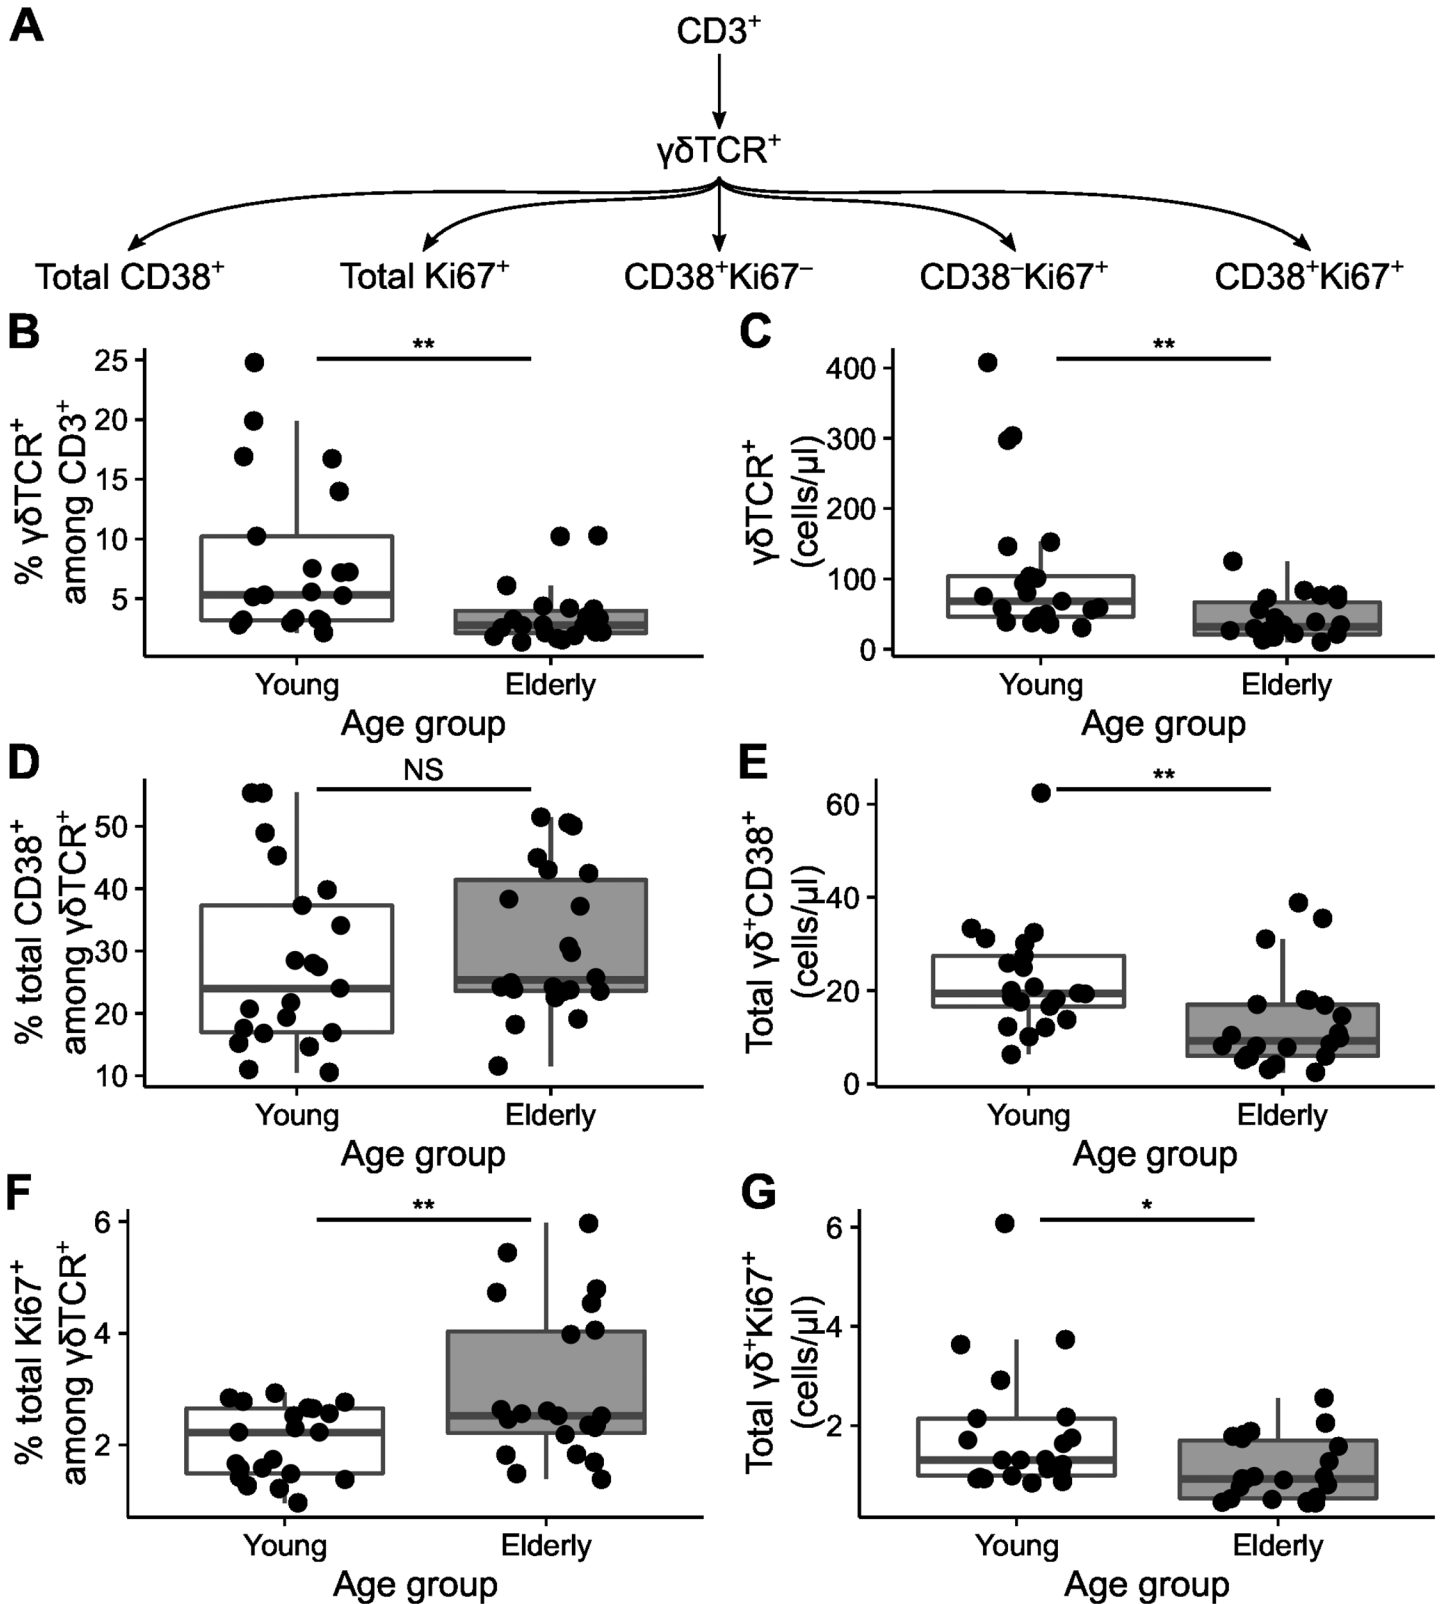 A
CD3⁺
γδTCR⁺
Total CD38⁺ Total Ki67⁺ CD38⁺Ki67⁻ CD38⁻Ki67⁺ CD38⁺Ki67⁺
B
% γδTCR⁺
among CD3⁺
25
20
15
10
5
**
Young Elderly
Age group
C
γδTCR⁺
(cells/µl)
400
300
200
100
0
**
Young Elderly
Age group
D
% total CD38⁺
among γδTCR⁺
50
40
30
20
10
NS
Young Elderly
Age group
E
Total γδ⁺CD38⁺
(cells/µl)
60
40
20
0
**
Young Elderly
Age group
F
% total Ki67⁺
among γδTCR⁺
6
4
2
**
Young Elderly
Age group
G
Total γδ⁺Ki67⁺
(cells/µl)
6
4
2
*
Young Elderly
Age group